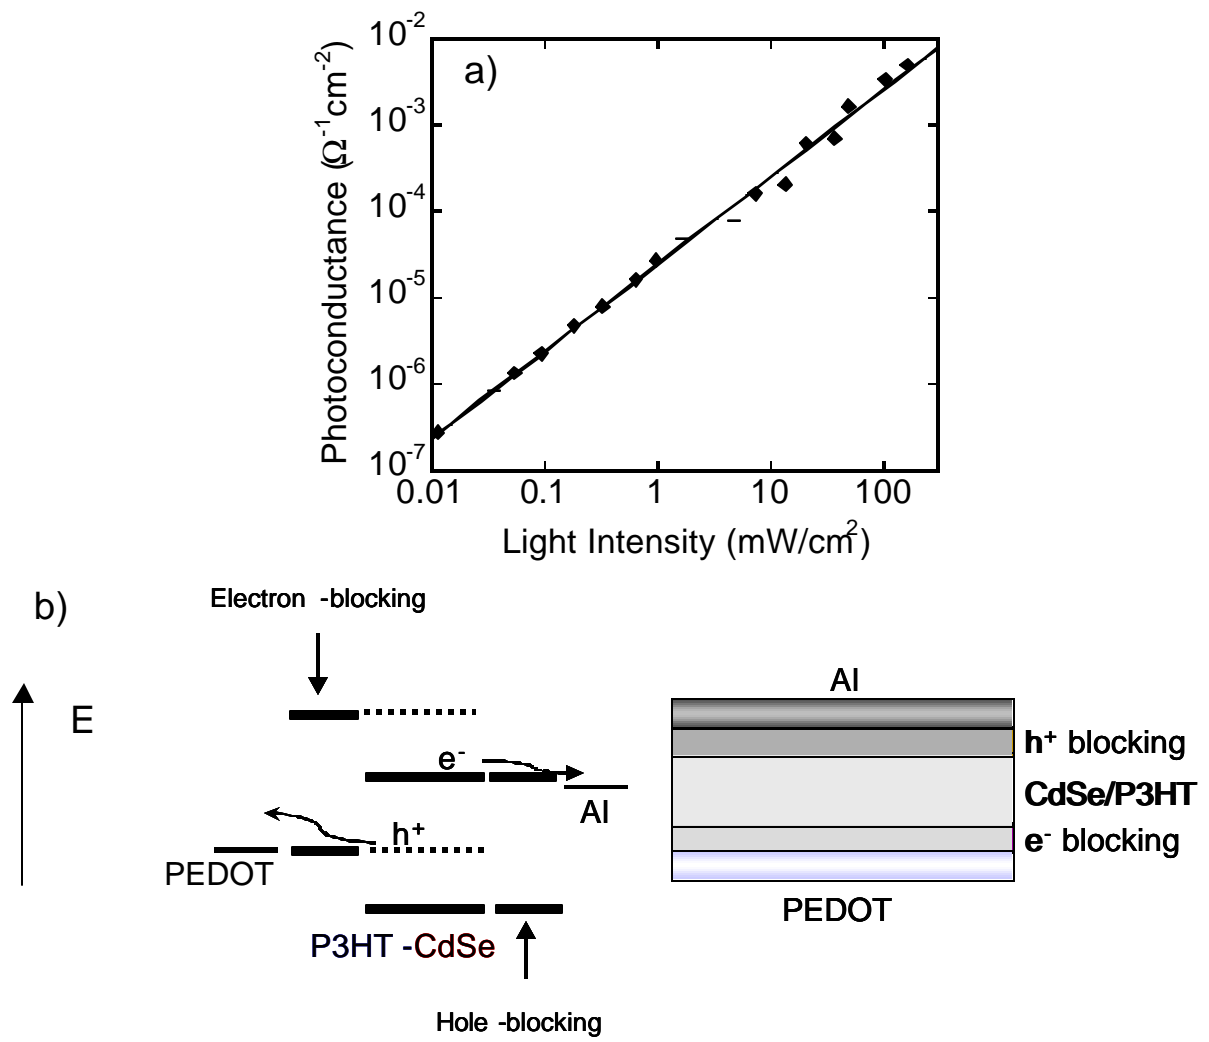 a)
Photoconductance (Ω⁻¹cm⁻²)
10⁻²
10⁻³
10⁻⁴
10⁻⁵
10⁻⁶
10⁻⁷
0.01 0.1 1 10 100
Light Intensity (mW/cm²)
b)
Electron -blocking
E
e⁻
Al
h⁺
PEDOT
P3HT -CdSe
Hole -blocking
Al
h⁺ blocking
CdSe/P3HT
e⁻ blocking
PEDOT